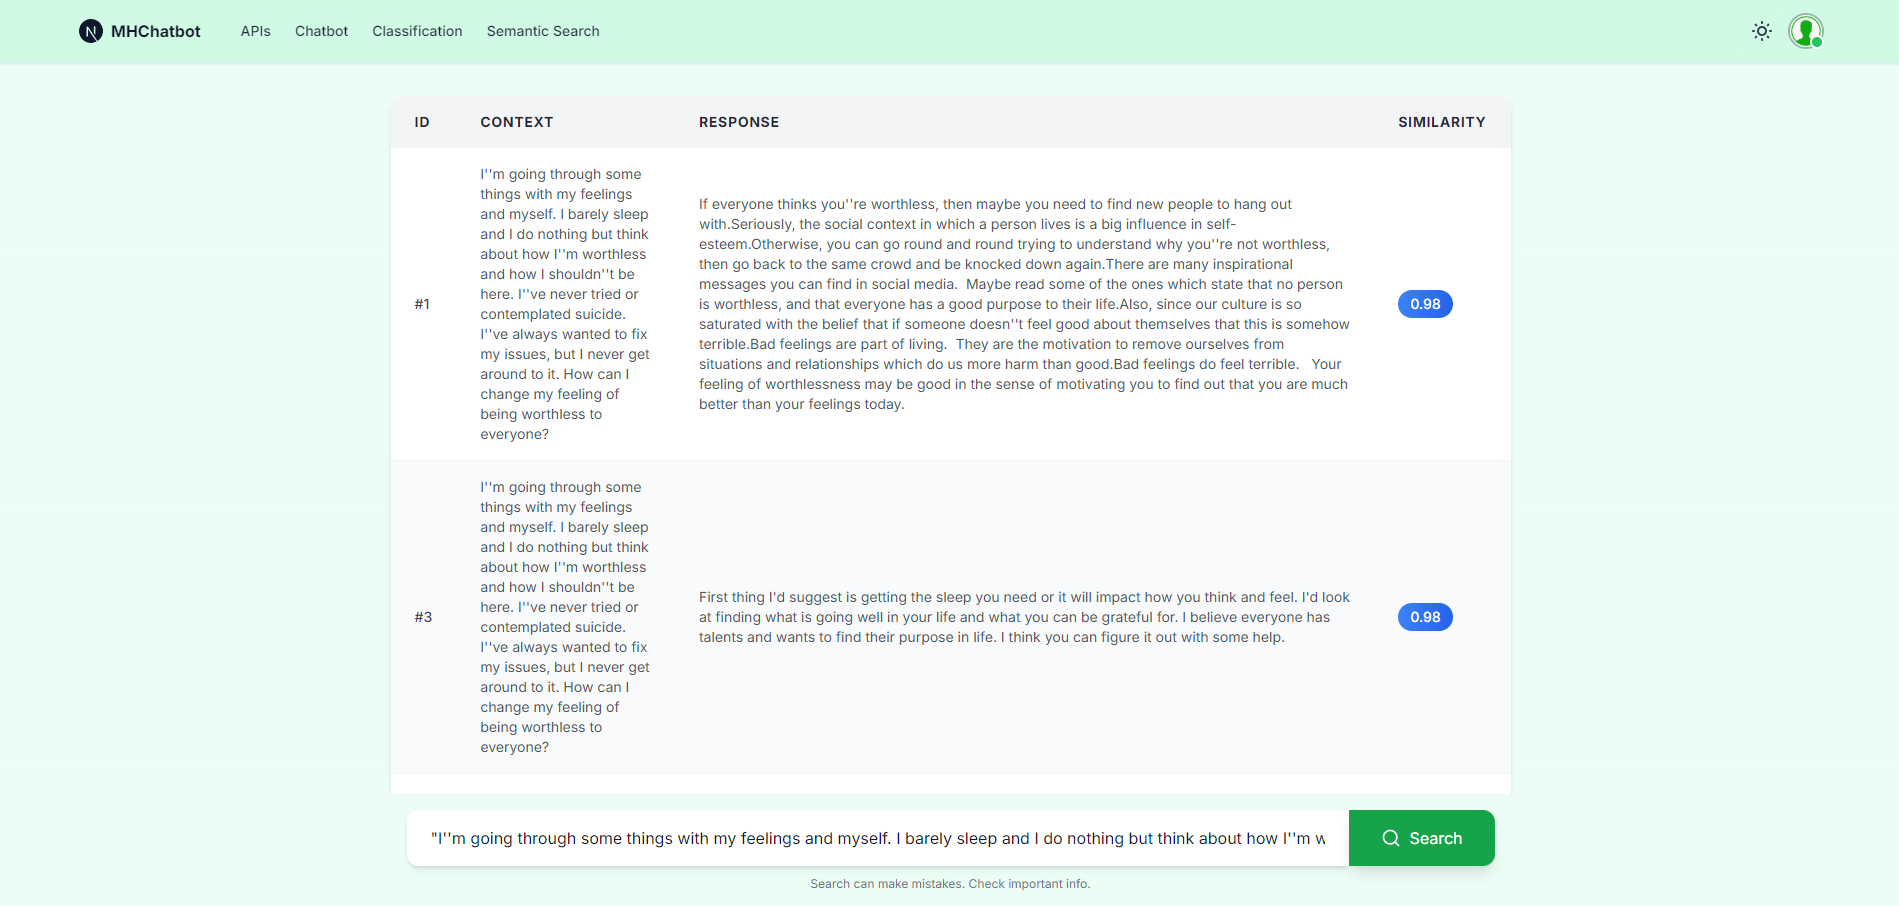 N MHChatbot APIs Chatbot Classification Semantic Search
ID CONTEXT RESPONSE SIMILARITY
#1
I''m going through some
things with my feelings
and myself. I barely sleep
and I do nothing but think
about how I''m worthless
and how I shouldn''t be
here. I''ve never tried or
contemplated suicide.
I''ve always wanted to fix
my issues, but I never get
around to it. How can I
change my feeling of
being worthless to
everyone?
If everyone thinks you''re worthless, then maybe you need to find new people to hang out
with.Seriously, the social context in which a person lives is a big influence in self-
esteem.Otherwise, you can go round and round trying to understand why you''re not worthless,
then go back to the same crowd and be knocked down again.There are many inspirational
messages you can find in social media.  Maybe read some of the ones which state that no person
is worthless, and that everyone has a good purpose to their life.Also, since our culture is so
saturated with the belief that if someone doesn''t feel good about themselves that this is somehow
terrible.Bad feelings are part of living.  They are the motivation to remove ourselves from
situations and relationships which do us more harm than good.Bad feelings do feel terrible.   Your
feeling of worthlessness may be good in the sense of motivating you to find out that you are much
better than your feelings today.
0.98
#3
I''m going through some
things with my feelings
and myself. I barely sleep
and I do nothing but think
about how I''m worthless
and how I shouldn''t be
here. I''ve never tried or
contemplated suicide.
I''ve always wanted to fix
my issues, but I never get
around to it. How can I
change my feeling of
being worthless to
everyone?
First thing I'd suggest is getting the sleep you need or it will impact how you think and feel. I'd look
at finding what is going well in your life and what you can be grateful for. I believe everyone has
talents and wants to find their purpose in life. I think you can figure it out with some help.
0.98
"I''m going through some things with my feelings and myself. I barely sleep and I do nothing but think about how I''m w
Search
Search can make mistakes. Check important info.